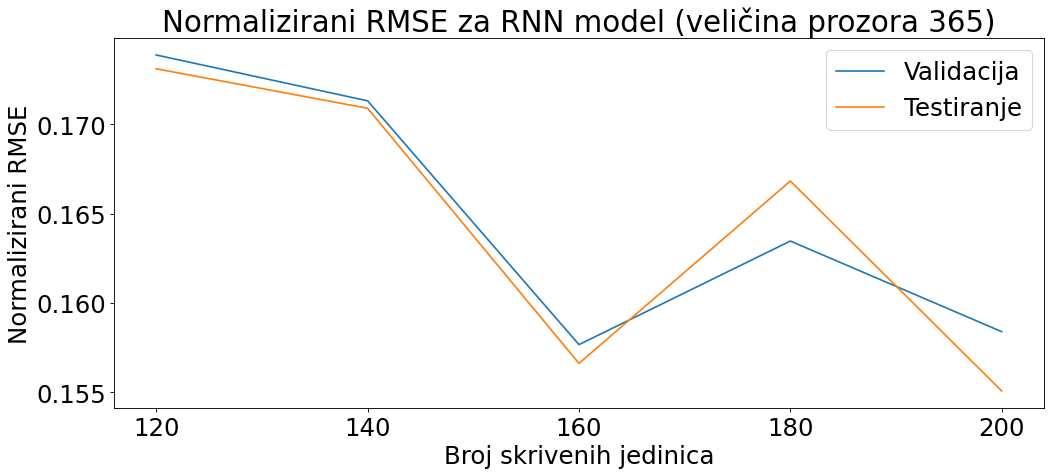 Normalizirani RMSE za RNN model (veličina prozora 365)
Validacija
Testiranje
Normalizirani RMSE
0.170
0.165
0.160
0.155
120 140 160 180 200
Broj skrivenih jedinica